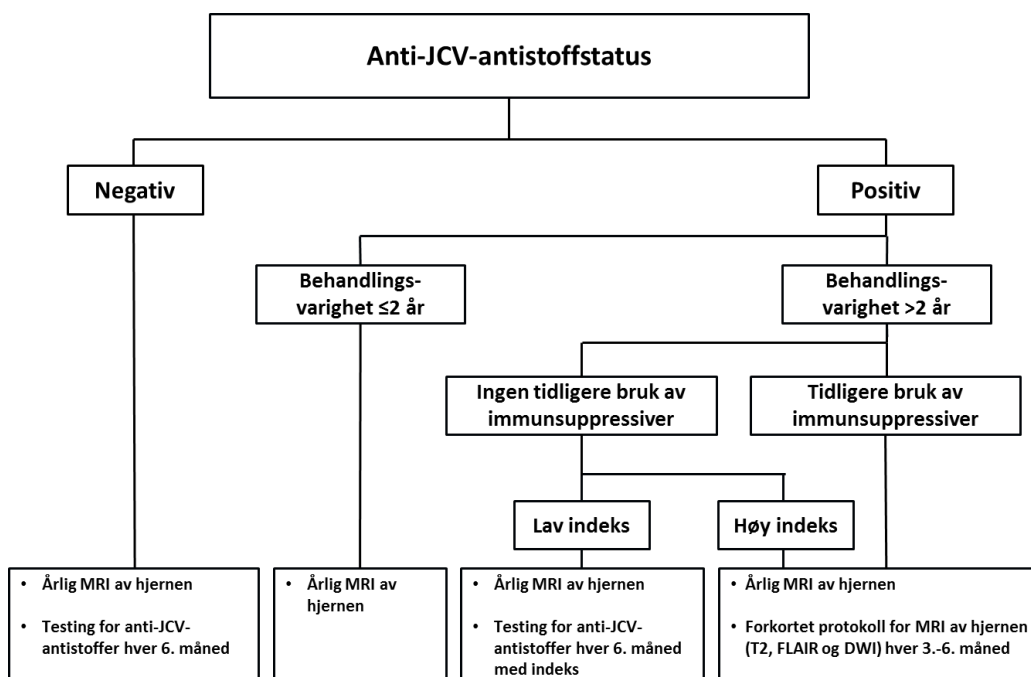 Anti-JCV-antistoffstatus
Negativ
Positiv
Behandlings-
varighet ≤2 år
Behandlings-
varighet >2 år
Ingen tidligere bruk av
immunsuppressiver
Tidligere bruk av
immunsuppressiver
Lav indeks
Høy indeks
• Årlig MRI av hjernen
• Testing for anti-JCV-
antistoffer hver 6. måned
• Årlig MRI av
hjernen
• Årlig MRI av hjernen
• Testing for anti-JCV-
antistoffer hver 6. måned
med indeks
• Årlig MRI av hjernen
• Forkortet protokoll for MRI av hjernen
(T2, FLAIR og DWI) hver 3.-6. måned